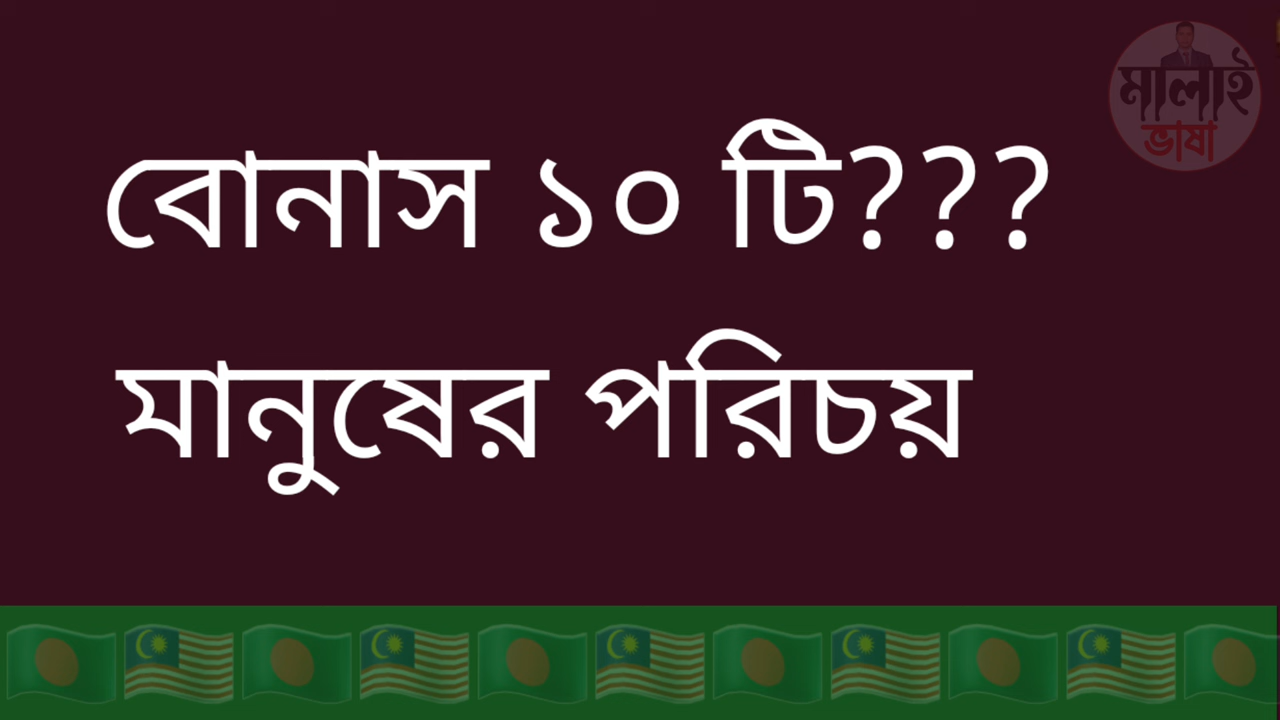 মালাই
ভাষা
বোনাস ১০ টি???
মানুষের পরিচয়